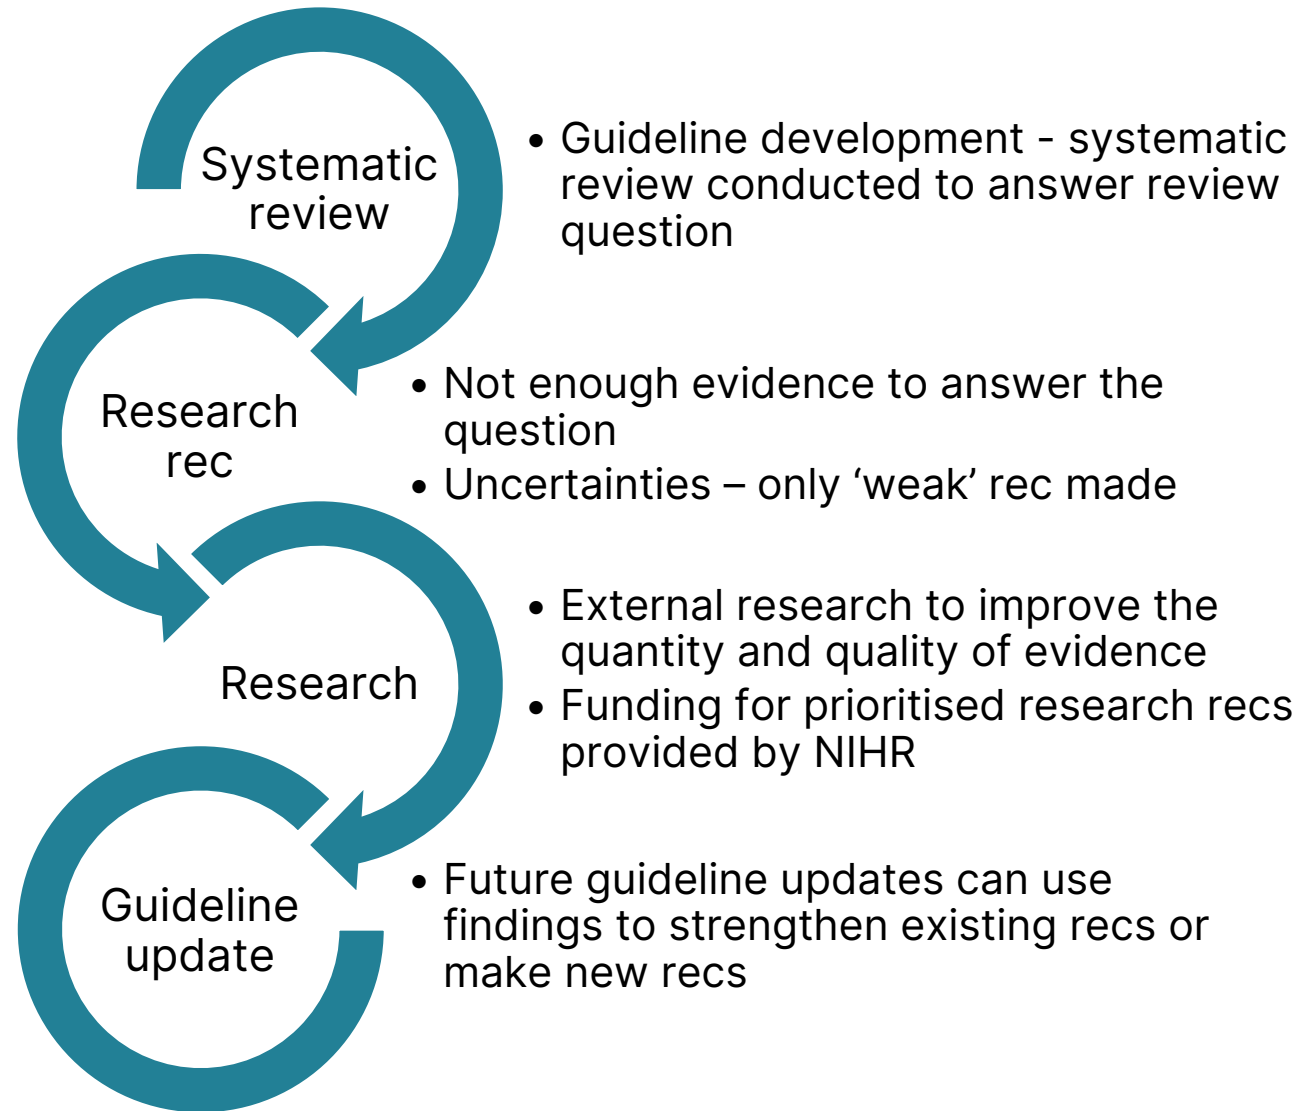 Systematic
review
• Guideline development - systematic
review conducted to answer review
question
Research
rec
• Not enough evidence to answer the
question
• Uncertainties – only ‘weak’ rec made
Research
• External research to improve the
quantity and quality of evidence
• Funding for prioritised research recs
provided by NIHR
Guideline
update
• Future guideline updates can use
findings to strengthen existing recs or
make new recs